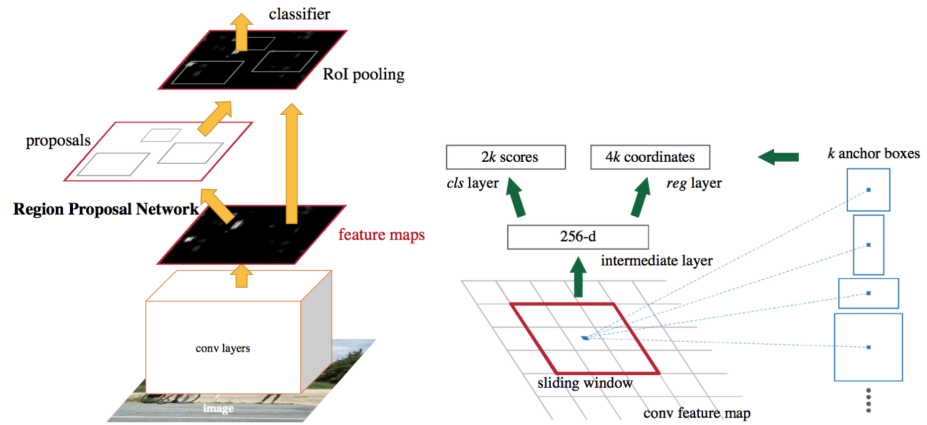 classifier
RoI pooling
proposals
Region Proposal Network
feature maps
conv layers
image
2k scores
4k coordinates
k anchor boxes
cls layer
reg layer
256-d
intermediate layer
sliding window
conv feature map